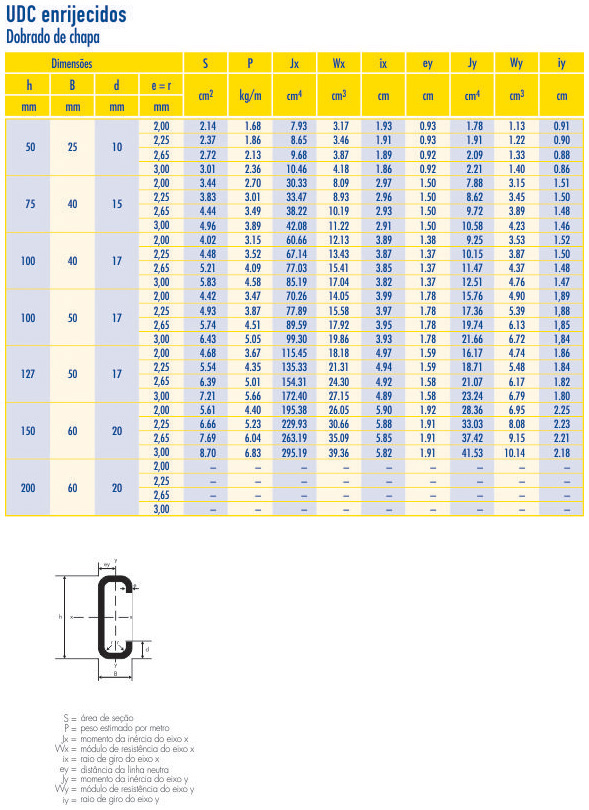 UDC enrijecidos
Dobrado de chapa
Dimensões S P Jx Wx ix ey Jy Wy iy
h B d e = r cm2 kg/m cm4 cm3 cm cm cm4 cm3 cm
mm mm mm mm
50 25 10
2,00 2.14 1.68 7.93 3.17 1.93 0.93 1.78 1.13 0.91
2,25 2.37 1.86 8.65 3.46 1.91 0.93 1.91 1.22 0.90
2,65 2.72 2.13 9.68 3.87 1.89 0.92 2.09 1.33 0.88
3,00 3.01 2.36 10.46 4.18 1.86 0.92 2.21 1.40 0.86
75 40 15
2,00 3.44 2.70 30.33 8.09 2.97 1.50 7.88 3.15 1.51
2,25 3.83 3.01 33.47 8.93 2.96 1.50 8.62 3.45 1.50
2,65 4.44 3.49 38.22 10.19 2.93 1.50 9.72 3.89 1.48
3,00 4.96 3.89 42.08 11.22 2.91 1.50 10.58 4.23 1.46
100 40 17
2,00 4.02 3.15 60.66 12.13 3.89 1.38 9.25 3.53 1.52
2,25 4.48 3.52 67.14 13.43 3.87 1.37 10.15 3.87 1.50
2,65 5.21 4.09 77.03 15.41 3.85 1.37 11.47 4.37 1.48
3,00 5.83 4.58 85.19 17.04 3.82 1.37 12.51 4.76 1.47
100 50 17
2,00 4.42 3.47 70.26 14.05 3.99 1.78 15.76 4.90 1,89
2,25 4.93 3.87 77.89 15.58 3.97 1.78 17.36 5.39 1,88
2,65 5.74 4.51 89.59 17.92 3.95 1.78 19.74 6.13 1,85
3,00 6.43 5.05 99.30 19.86 3.93 1.78 21.66 6.72 1,84
127 50 17
2,00 4.68 3.67 115.45 18.18 4.97 1.59 16.17 4.74 1.86
2,25 5.54 4.35 135.33 21.31 4.94 1.59 18.71 5.48 1.84
2,65 6.39 5.01 154.31 24.30 4.92 1.58 21.07 6.17 1.82
3,00 7.21 5.66 172.40 27.15 4.89 1.58 23.24 6.79 1.80
150 60 20
2,00 5.61 4.40 195.38 26.05 5.90 1.92 28.36 6.95 2.25
2,25 6.66 5.23 229.93 30.66 5.88 1.91 33.03 8.08 2.23
2,65 7.69 6.04 263.19 35.09 5.85 1.91 37.42 9.15 2.21
3,00 8.70 6.83 295.19 39.36 5.82 1.91 41.53 10.14 2.18
200 60 20
2,00 – – – – – – – – –
2,25 – – – – – – – – –
2,65 – – – – – – – – –
3,00 – – – – – – – – –
y
ey
h x x
r r d
y
B
S = área de seção
P = peso estimado por metro
Jx = momento da inércia do eixo x
Wx = módulo de resistência do eixo x
ix = raio de giro do eixo x
ey = distância da linha neutra
Jy = momento da inércia do eixo y
Wy = módulo de resistência do eixo y
iy = raio de giro do eixo y